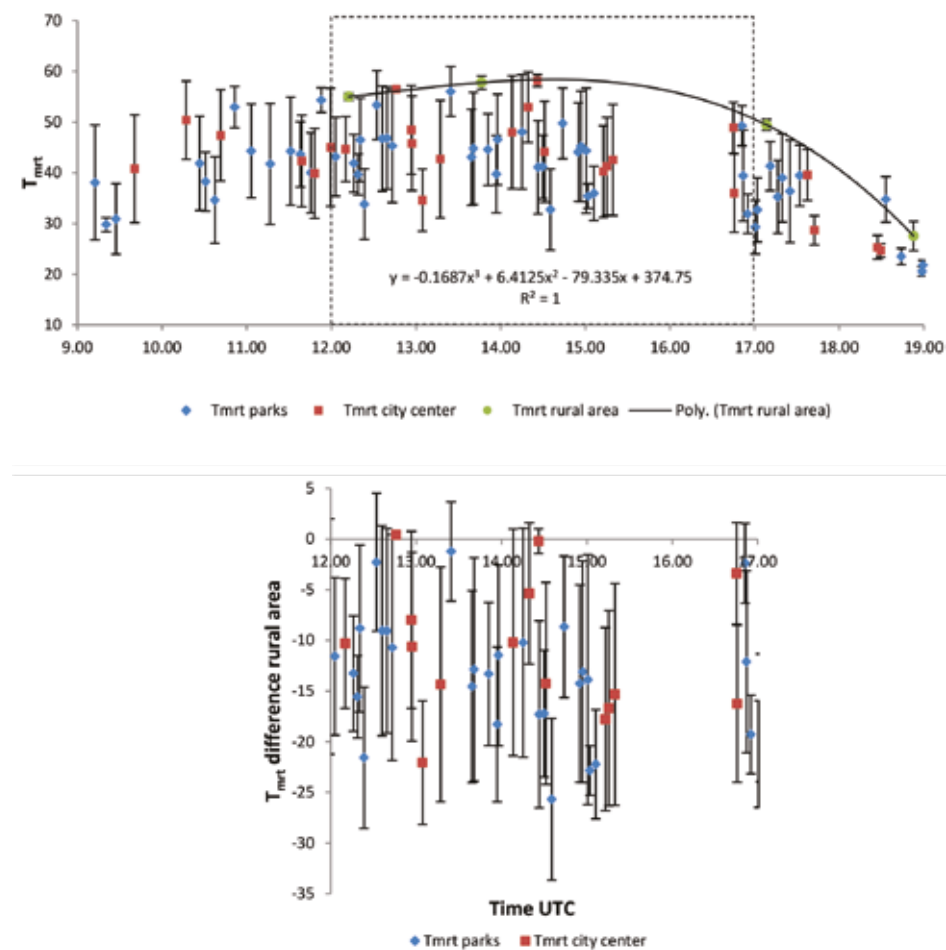 70
60
50
40
30
20
10
T_mrt
y = -0.1687x³ + 6.4125x² - 79.335x + 374.75
R² = 1
9.00 10.00 11.00 12.00 13.00 14.00 15.00 16.00 17.00 18.00 19.00
Tmrt parks Tmrt city center Tmrt rural area Poly. (Tmrt rural area)
5
0
-5
-10
-15
-20
-25
-30
-35
T_mrt difference rural area
12.00 13.00 14.00 15.00 16.00 17.00
Time UTC
Tmrt parks Tmrt city center